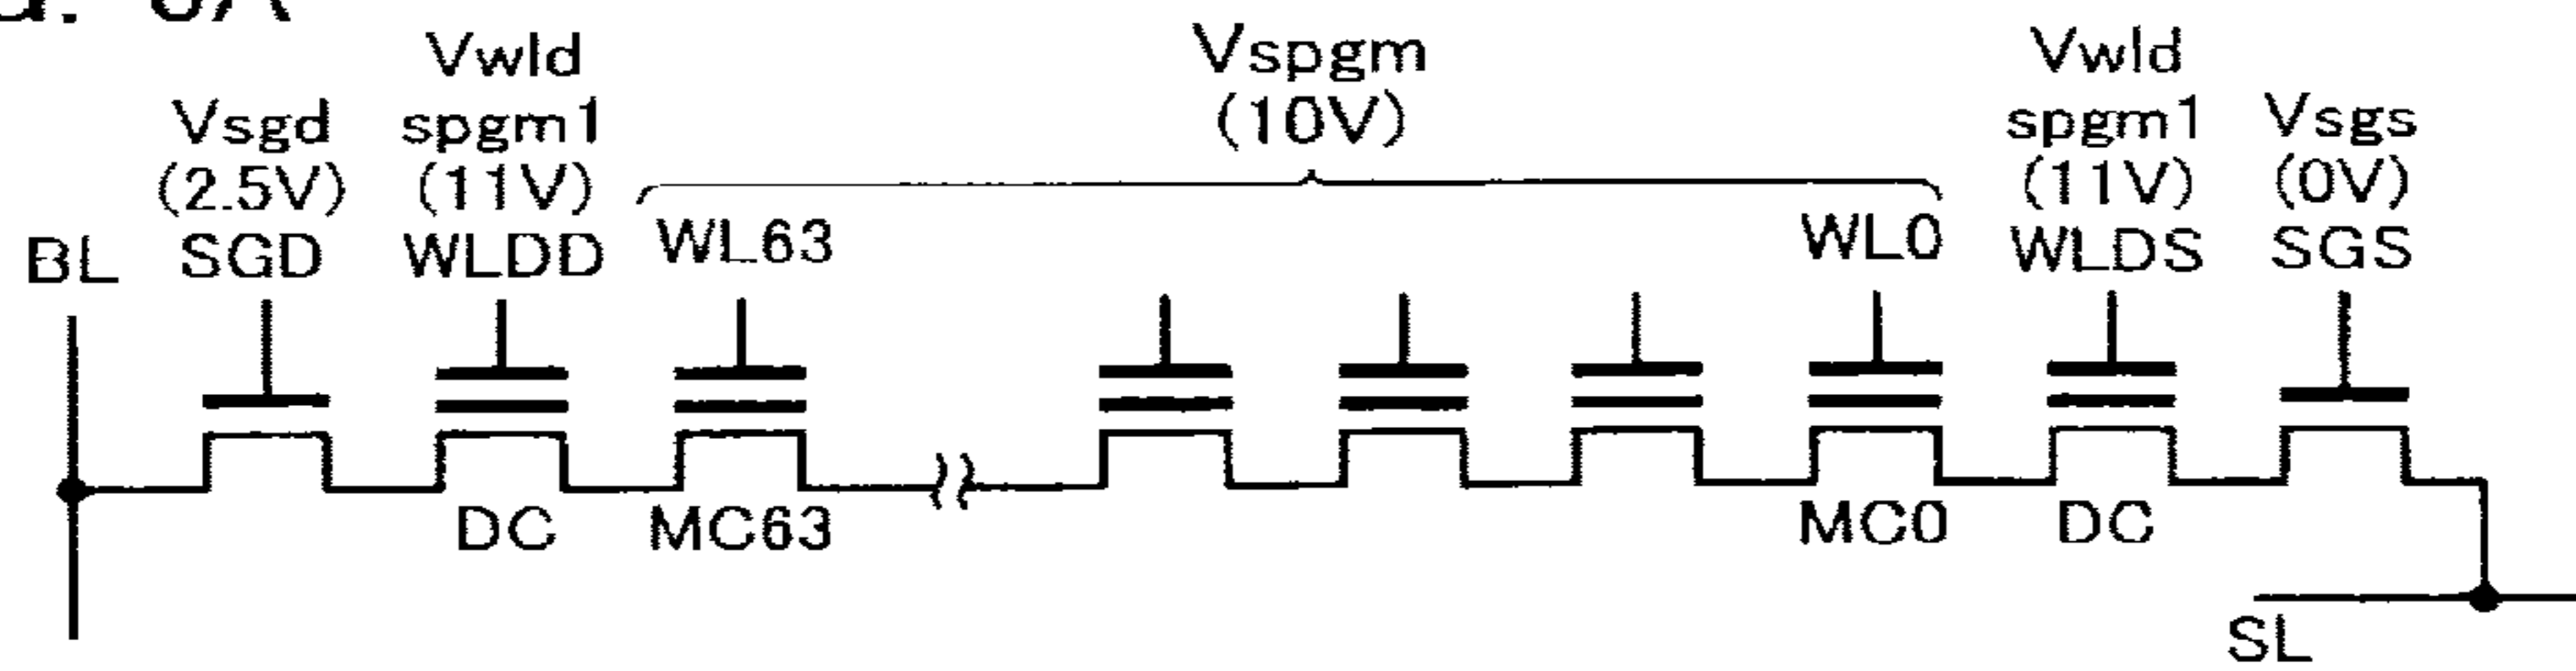 Vsgd
(2.5V)
SGD
Vwld
spgm1
(11V)
WLDD
Vspgm
(10V)
WL63
WL0
Vwld
spgm1
(11V)
WLDS
Vsgs
(0V)
SGS
BL
DC
MC63
MC0
DC
SL